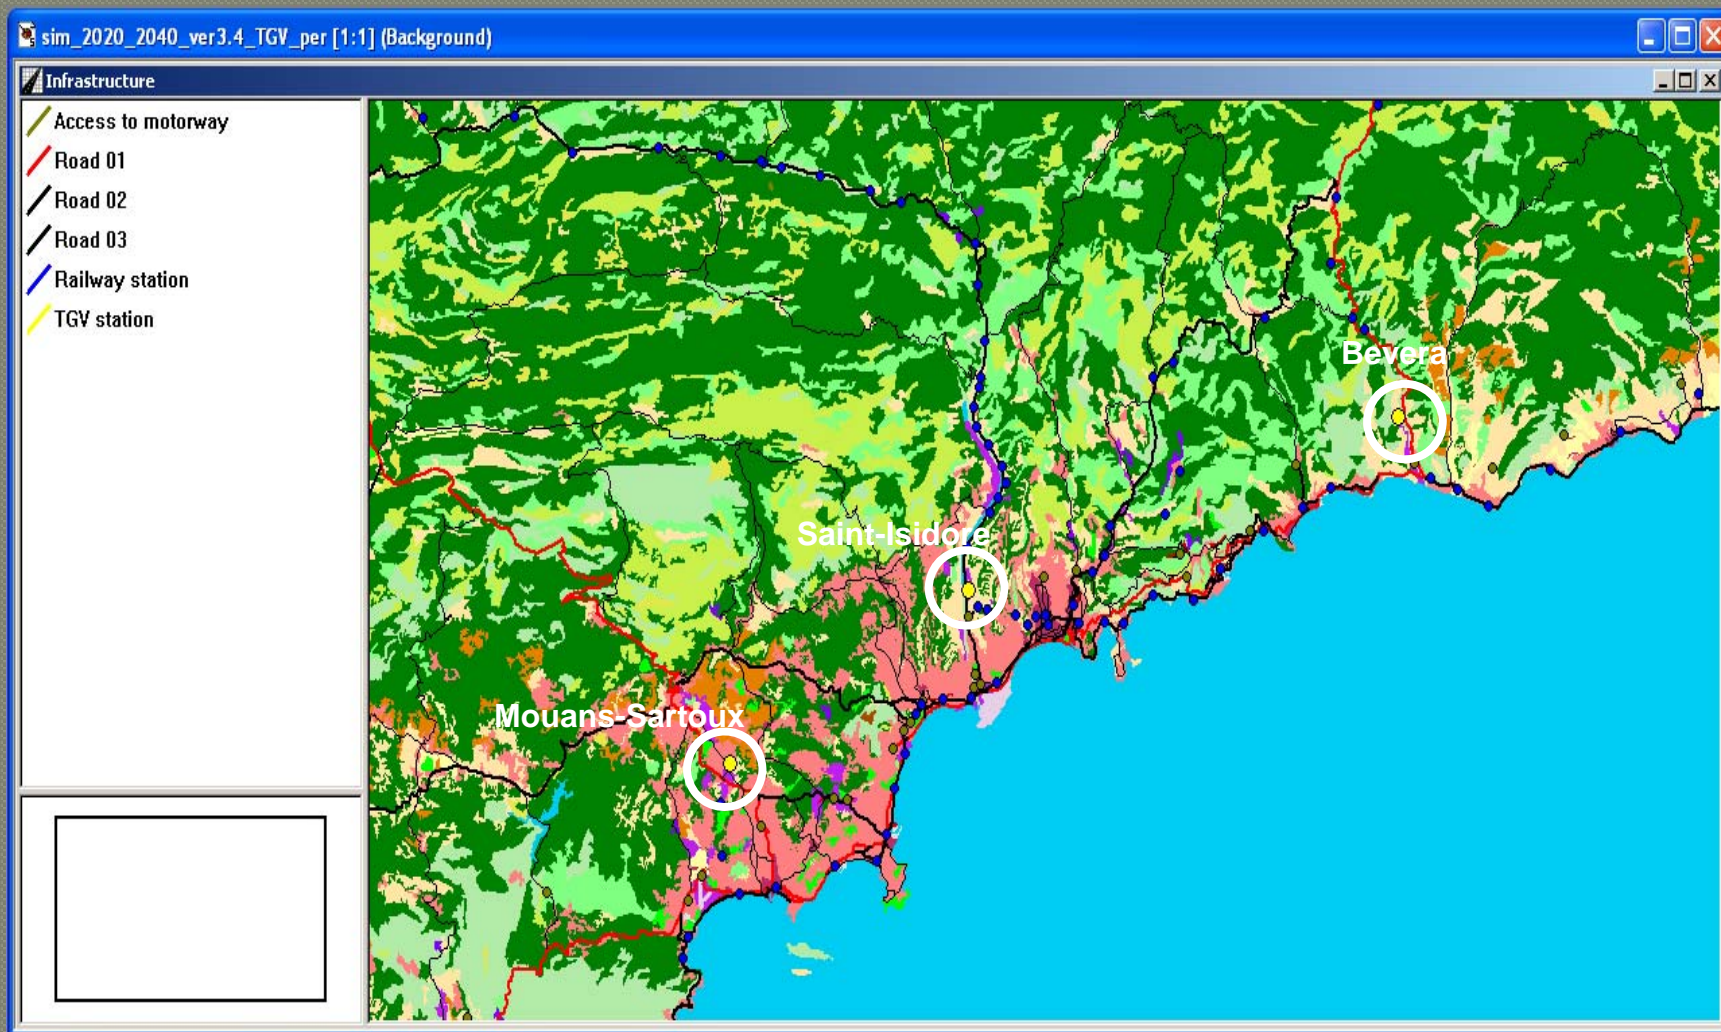 sim_2020_2040_ver3.4_TGV_per [1:1] (Background)
Infrastructure
Access to motorway
Road 01
Road 02
Road 03
Railway station
TGV station
Bevera
Saint-Isidore
Mouans-Sartoux